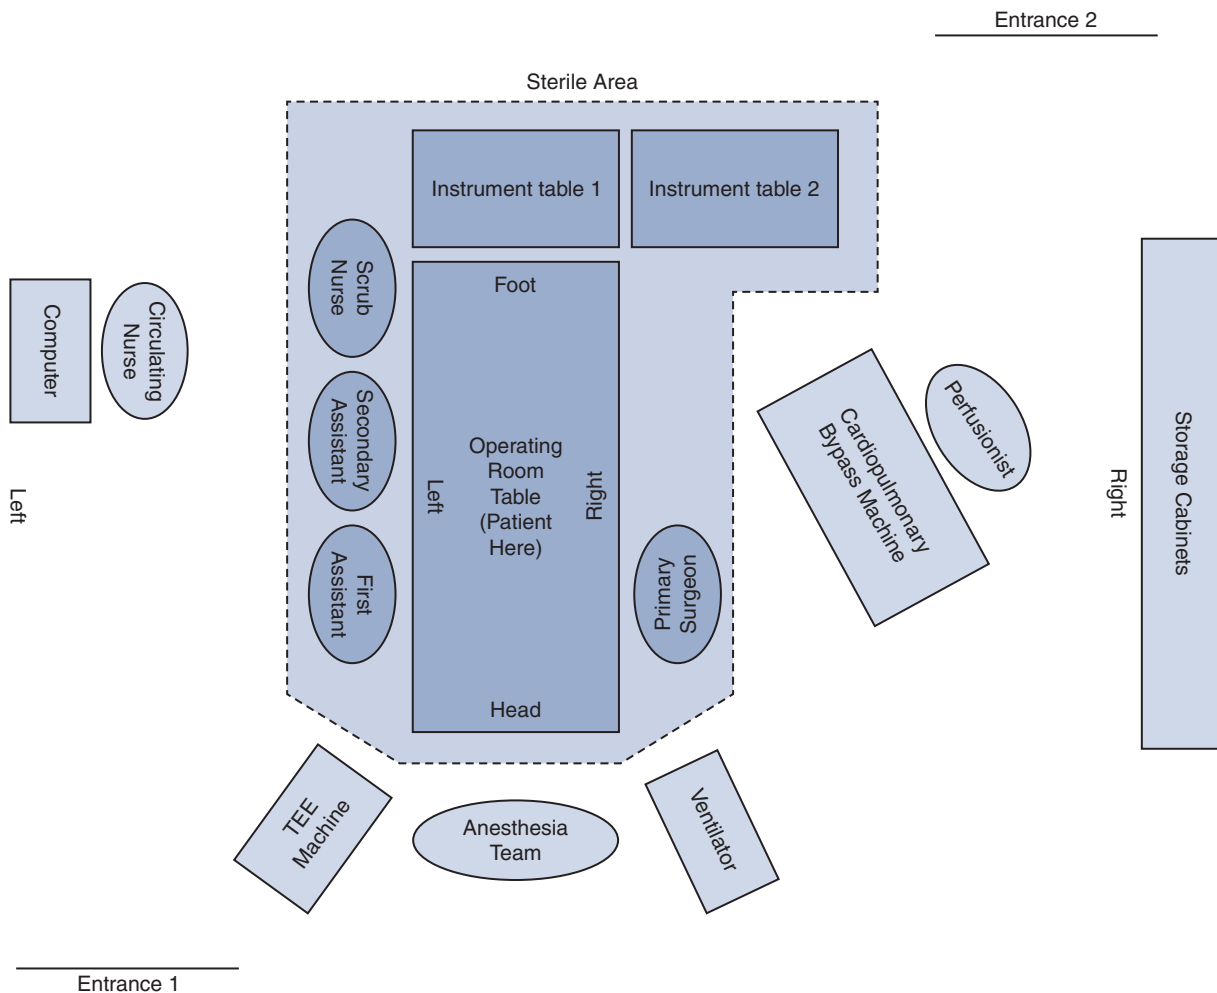 Entrance 2
Sterile Area
Instrument table 1
Instrument table 2
Scrub
Nurse
Foot
Computer
Circulating
Nurse
Secondary
Assistant
Operating
Room
Table
(Patient
Here)
Left
Right
Cardiopulmonary
Bypass Machine
Perfusionist
Storage Cabinets
Left
Right
First
Assistant
Primary
Surgeon
Head
TEE
Machine
Anesthesia
Team
Ventilator
Entrance 1